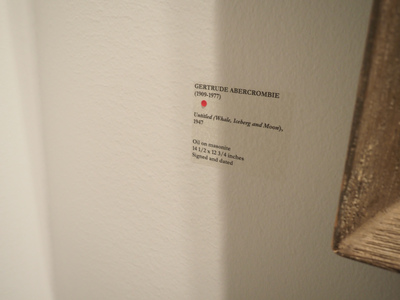 GERTRUDE ABERCROMBIE
(1909-1977)
Untitled (Whale, Iceberg and Moon),
1947
Oil on masonite
14 1/2 x 12 3/4 inches
Signed and dated